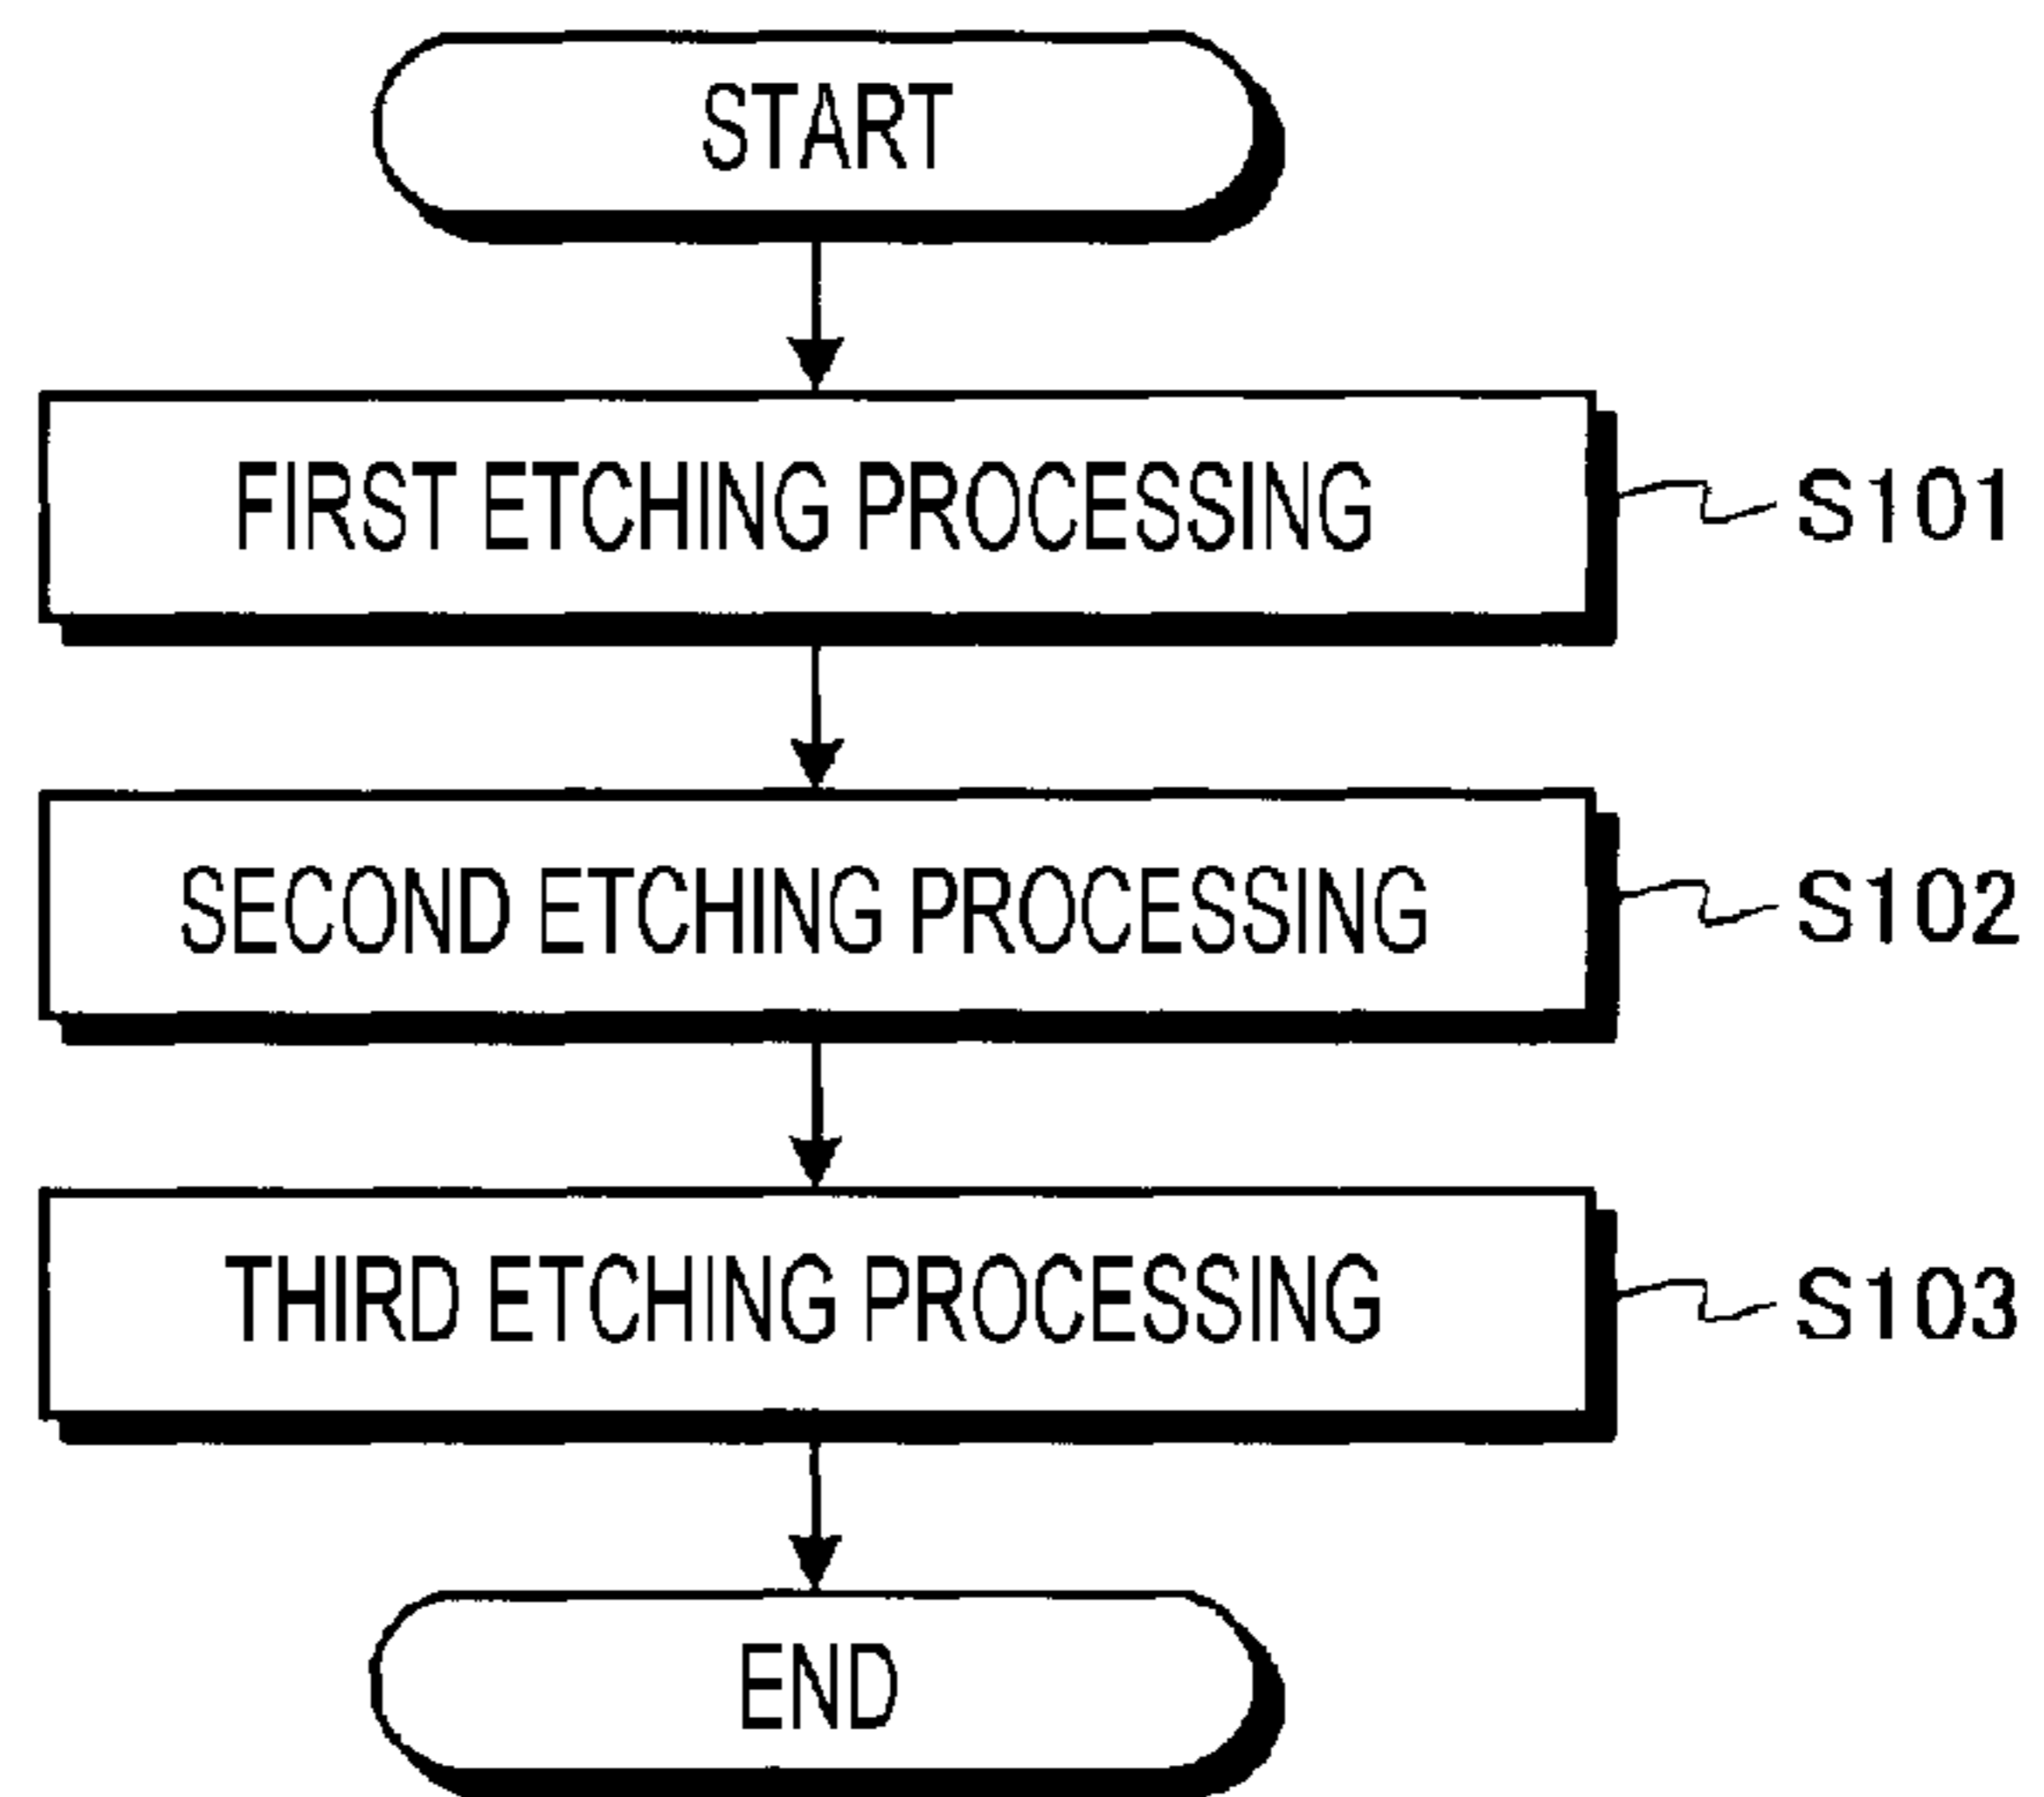 START
FIRST ETCHING PROCESSING
S101
SECOND ETCHING PROCESSING
S102
THIRD ETCHING PROCESSING
S103
END